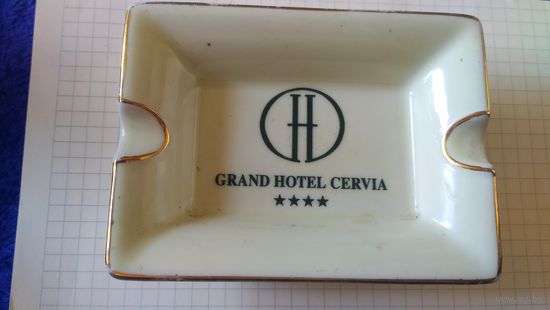 H
GRAND HOTEL CERVIA
★★★★